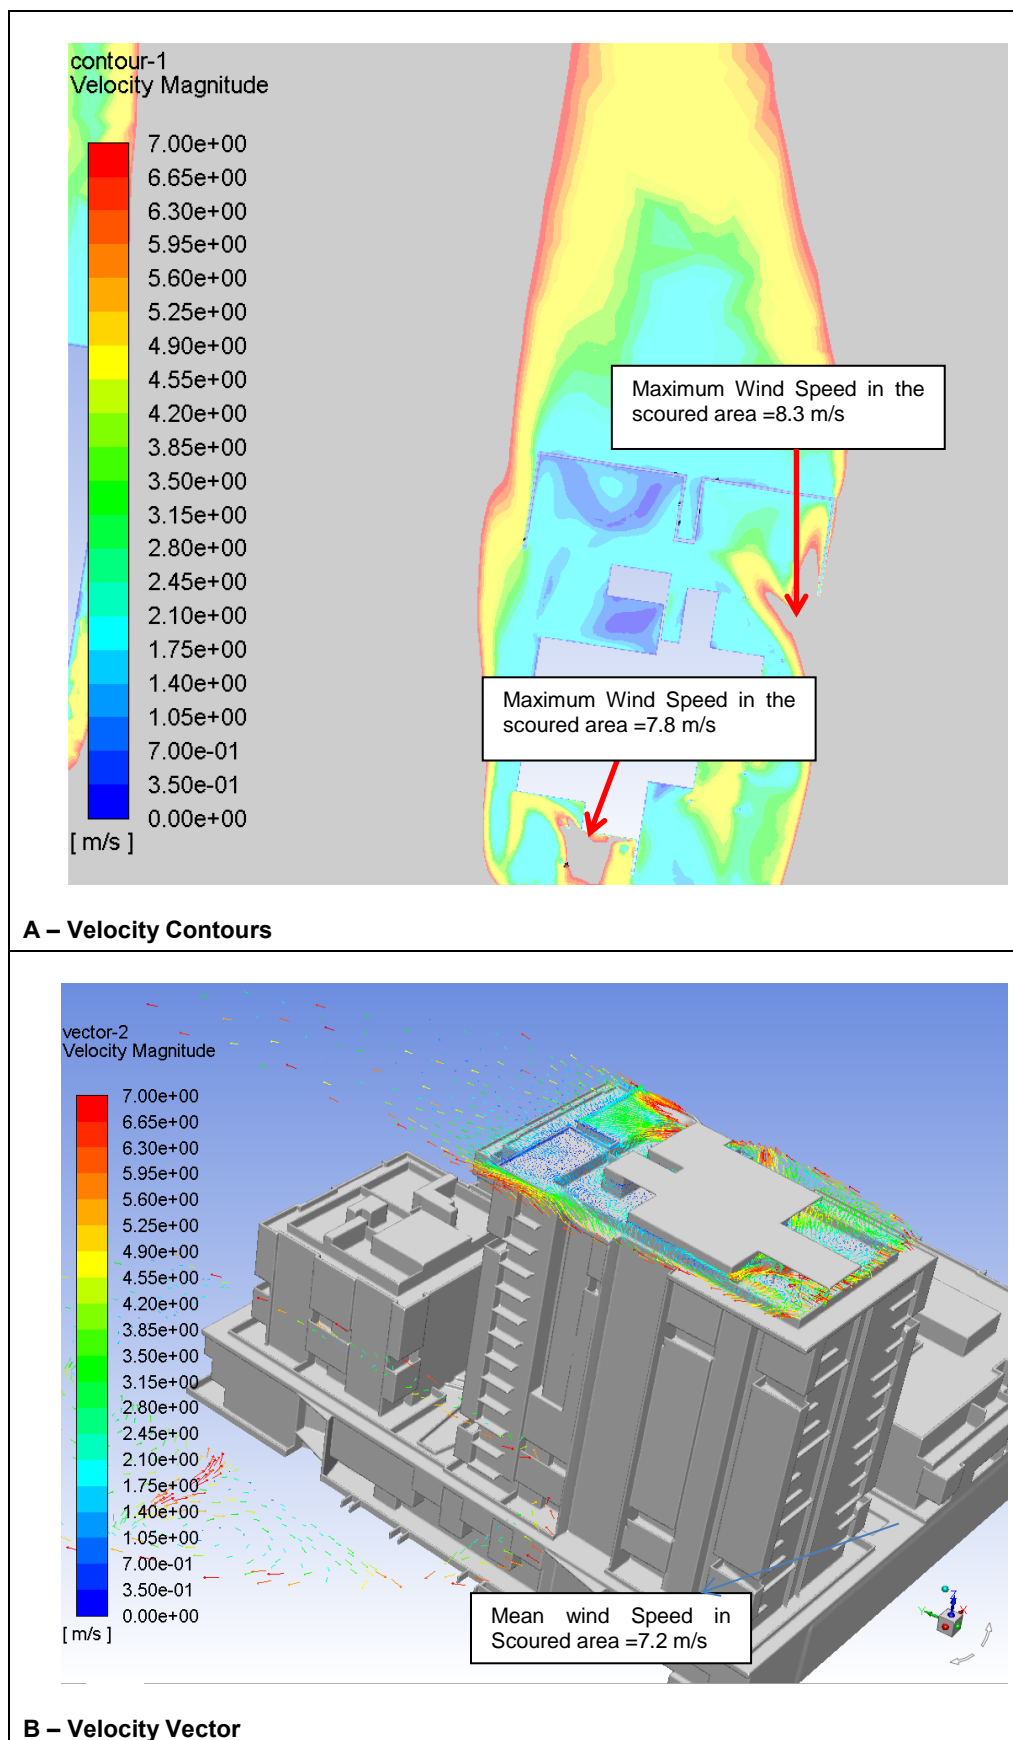 contour-1
Velocity Magnitude
7.00e+00
6.65e+00
6.30e+00
5.95e+00
5.60e+00
5.25e+00
4.90e+00
4.55e+00
4.20e+00
3.85e+00
3.50e+00
3.15e+00
2.80e+00
2.45e+00
2.10e+00
1.75e+00
1.40e+00
1.05e+00
7.00e-01
3.50e-01
0.00e+00
[ m/s ]
Maximum Wind Speed in the
scoured area =8.3 m/s
Maximum Wind Speed in the
scoured area =7.8 m/s
A – Velocity Contours
vector-2
Velocity Magnitude
7.00e+00
6.65e+00
6.30e+00
5.95e+00
5.60e+00
5.25e+00
4.90e+00
4.55e+00
4.20e+00
3.85e+00
3.50e+00
3.15e+00
2.80e+00
2.45e+00
2.10e+00
1.75e+00
1.40e+00
1.05e+00
7.00e-01
3.50e-01
0.00e+00
[ m/s ]
Mean wind Speed in
Scoured area =7.2 m/s
Z
Y
X
B – Velocity Vector